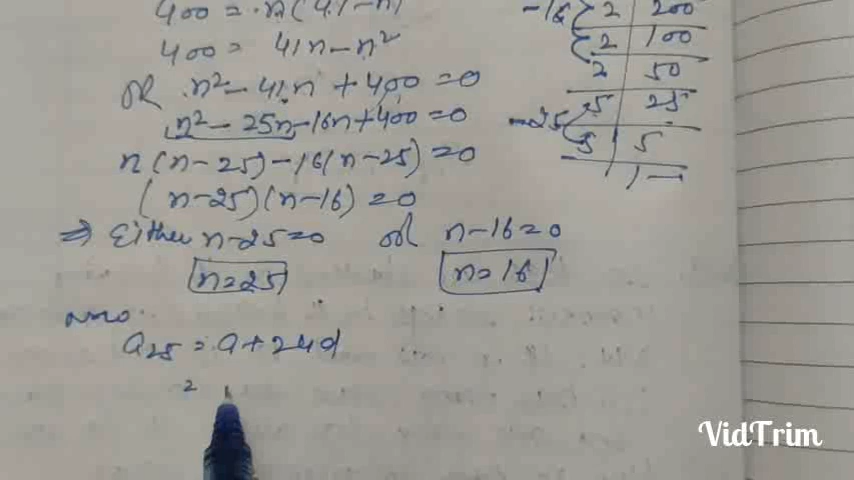 400 = n(41-n)
400 = 41n-n²
OR n²-41n+400=0
n²-25n-16n+400=0
n(n-25)-16(n-25)=0
(n-25)(n-16)=0
⇒ Either n-25=0 or n-16=0
n=25 n=16
a₂₅ = a+24d
=
-16 2 | 200
2 | 100
2 | 50
-25 5 | 25
5 | 5
1
VidTrim